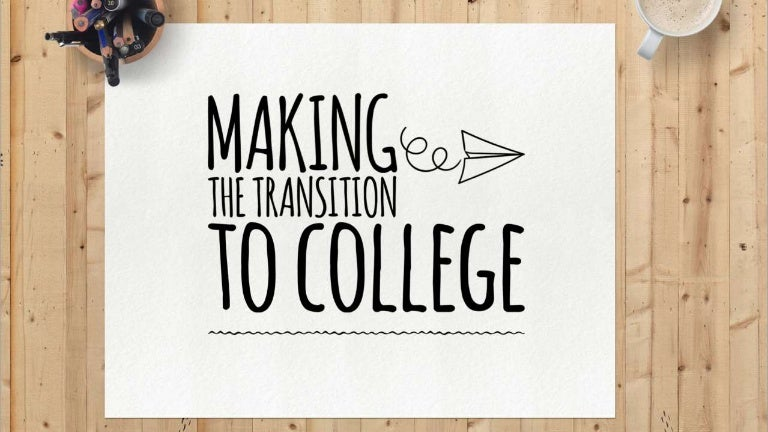 MAKING
THE TRANSITION
TO COLLEGE